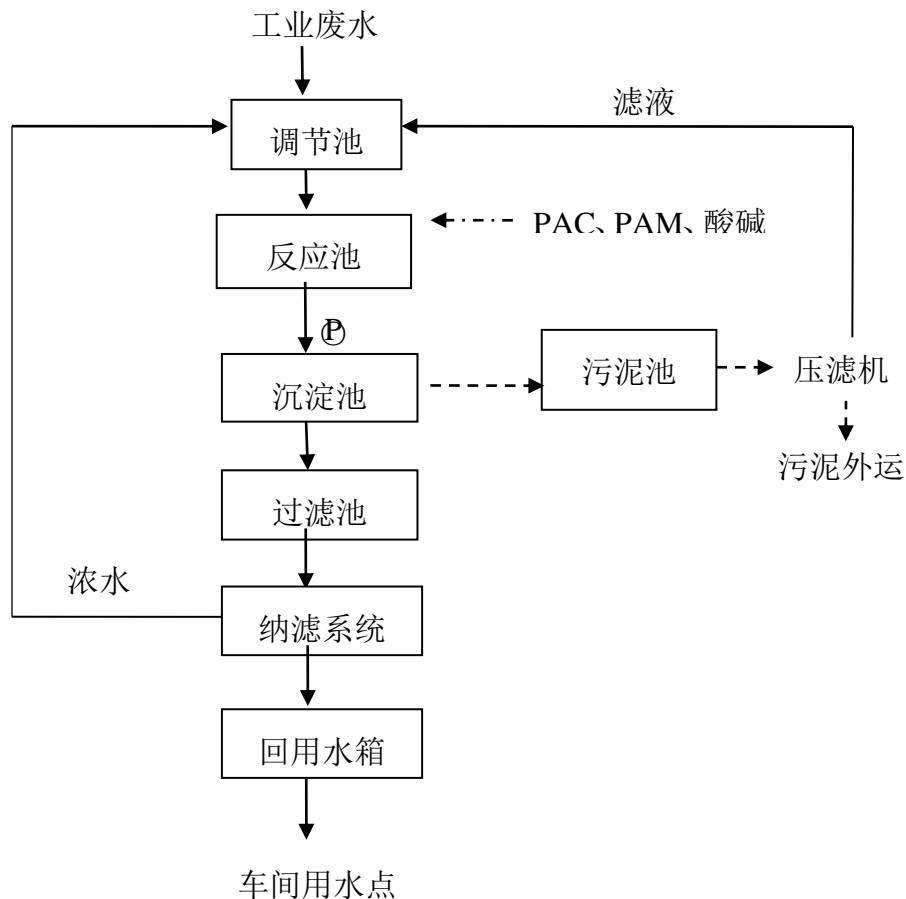 工业废水
滤液
调节池
PAC、PAM、酸碱
反应池
P
污泥池
压滤机
沉淀池
污泥外运
过滤池
浓水
纳滤系统
回用水箱
车间用水点